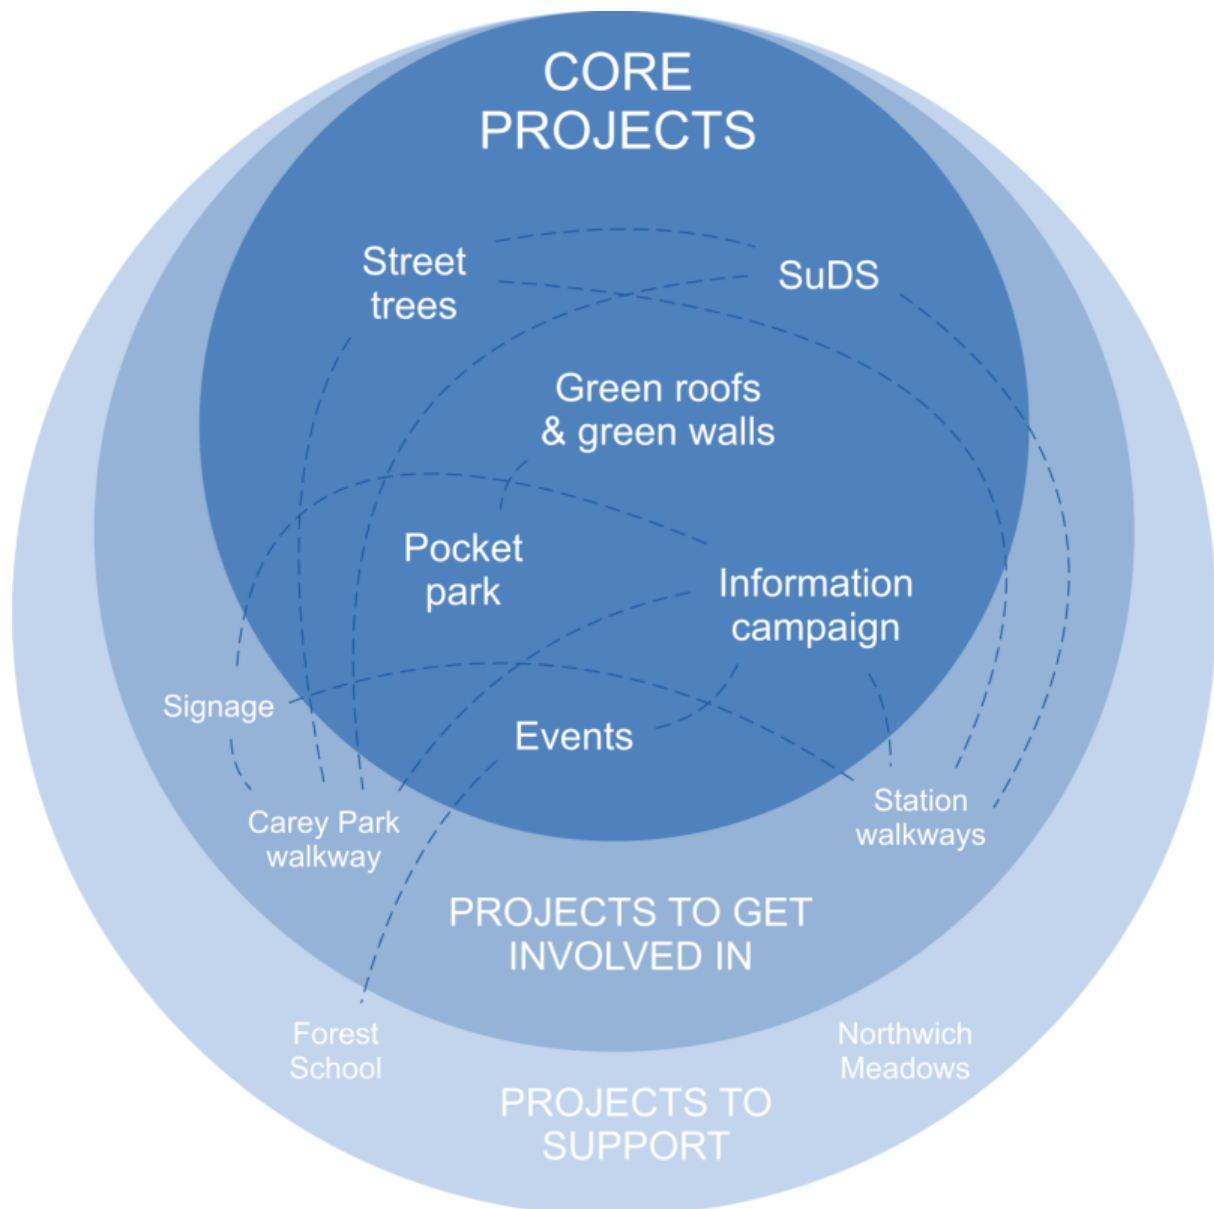 CORE
PROJECTS
Street
trees
SuDS
Green roofs
& green walls
Pocket
park
Information
campaign
Signage
Events
Carey Park
walkway
Station
walkways
PROJECTS TO GET
INVOLVED IN
Forest
School
Northwich
Meadows
PROJECTS TO
SUPPORT